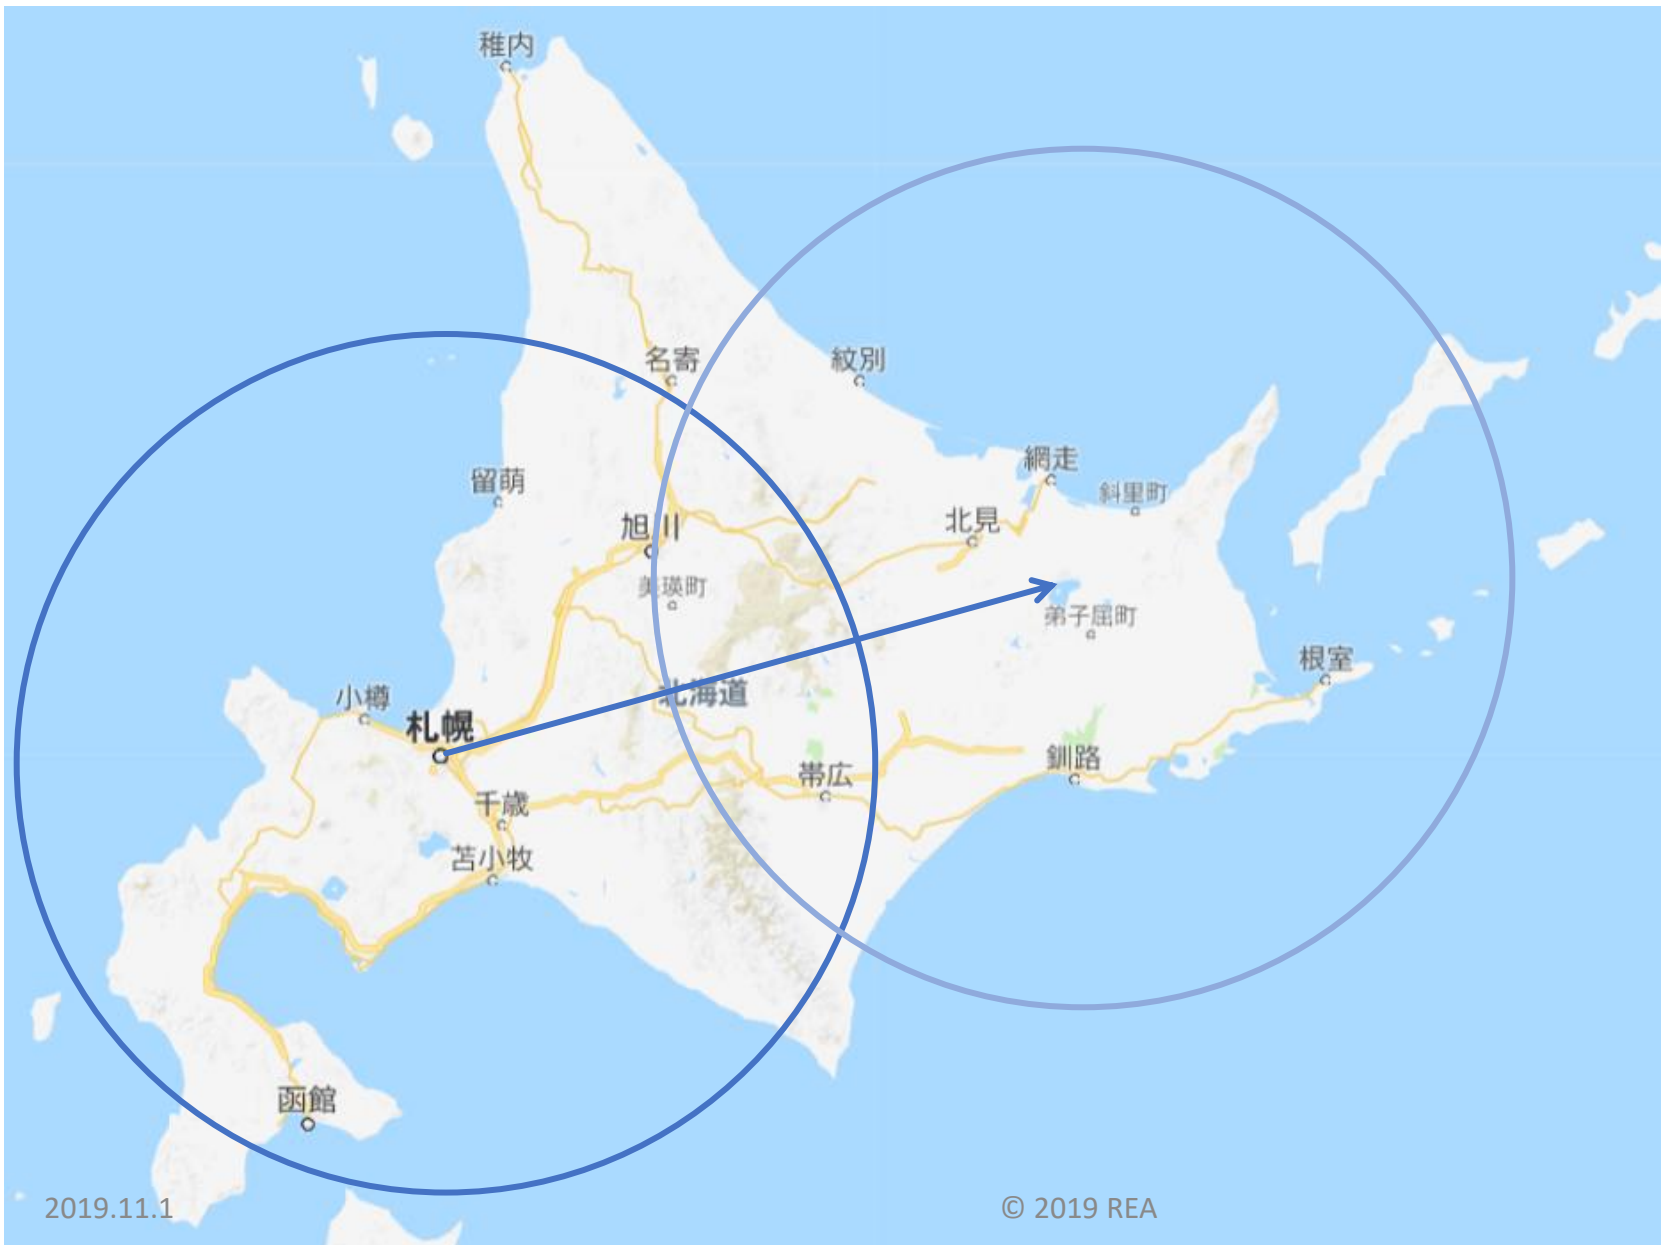 稚内
名寄
紋別
留萌
網走
斜里町
旭川
北見
美瑛町
弟子屈町
根室
北海道
小樽
札幌
釧路
帯広
千歳
苫小牧
函館
2019.11.1
© 2019 REA